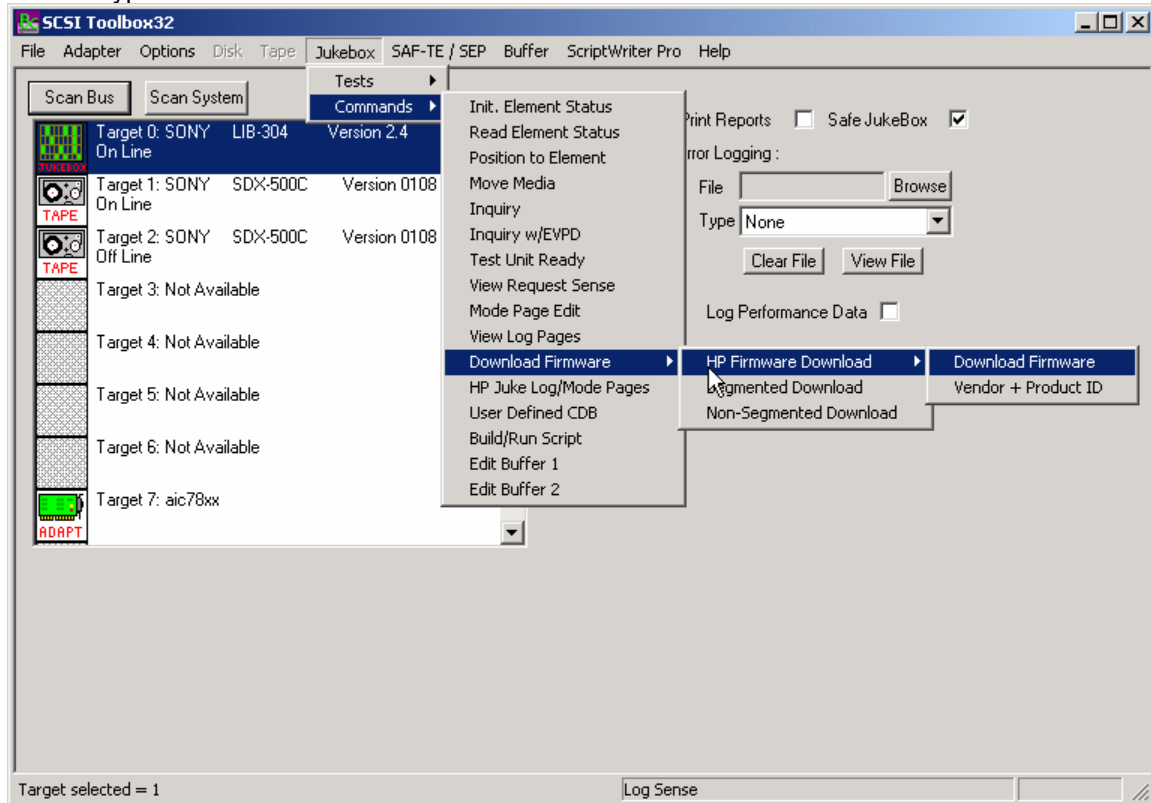 SCSI Toolbox32
File Adapter Options Disk Tape Jukebox SAF-TE / SEP Buffer ScriptWriter Pro Help
Scan Bus Scan System
Tests
Commands
Init. Element Status
Read Element Status
Position to Element
Move Media
Inquiry
Inquiry w/EVPD
Test Unit Ready
View Request Sense
Mode Page Edit
View Log Pages
Download Firmware
HP Juke Log/Mode Pages
User Defined CDB
Build/Run Script
Edit Buffer 1
Edit Buffer 2
HP Firmware Download
Segmented Download
Non-Segmented Download
Download Firmware
Vendor + Product ID
Print Reports Safe JukeBox
rror Logging :
File Browse
Type None
Clear File View File
Log Performance Data
JUKEBOX
Target 0: SONY LIB-304 Version 2.4
On Line
TAPE
Target 1: SONY SDX-500C Version 0108
On Line
TAPE
Target 2: SONY SDX-500C Version 0108
Off Line
Target 3: Not Available
Target 4: Not Available
Target 5: Not Available
Target 6: Not Available
Target 7: aic78xx
ADAPT
Target selected = 1 Log Sense